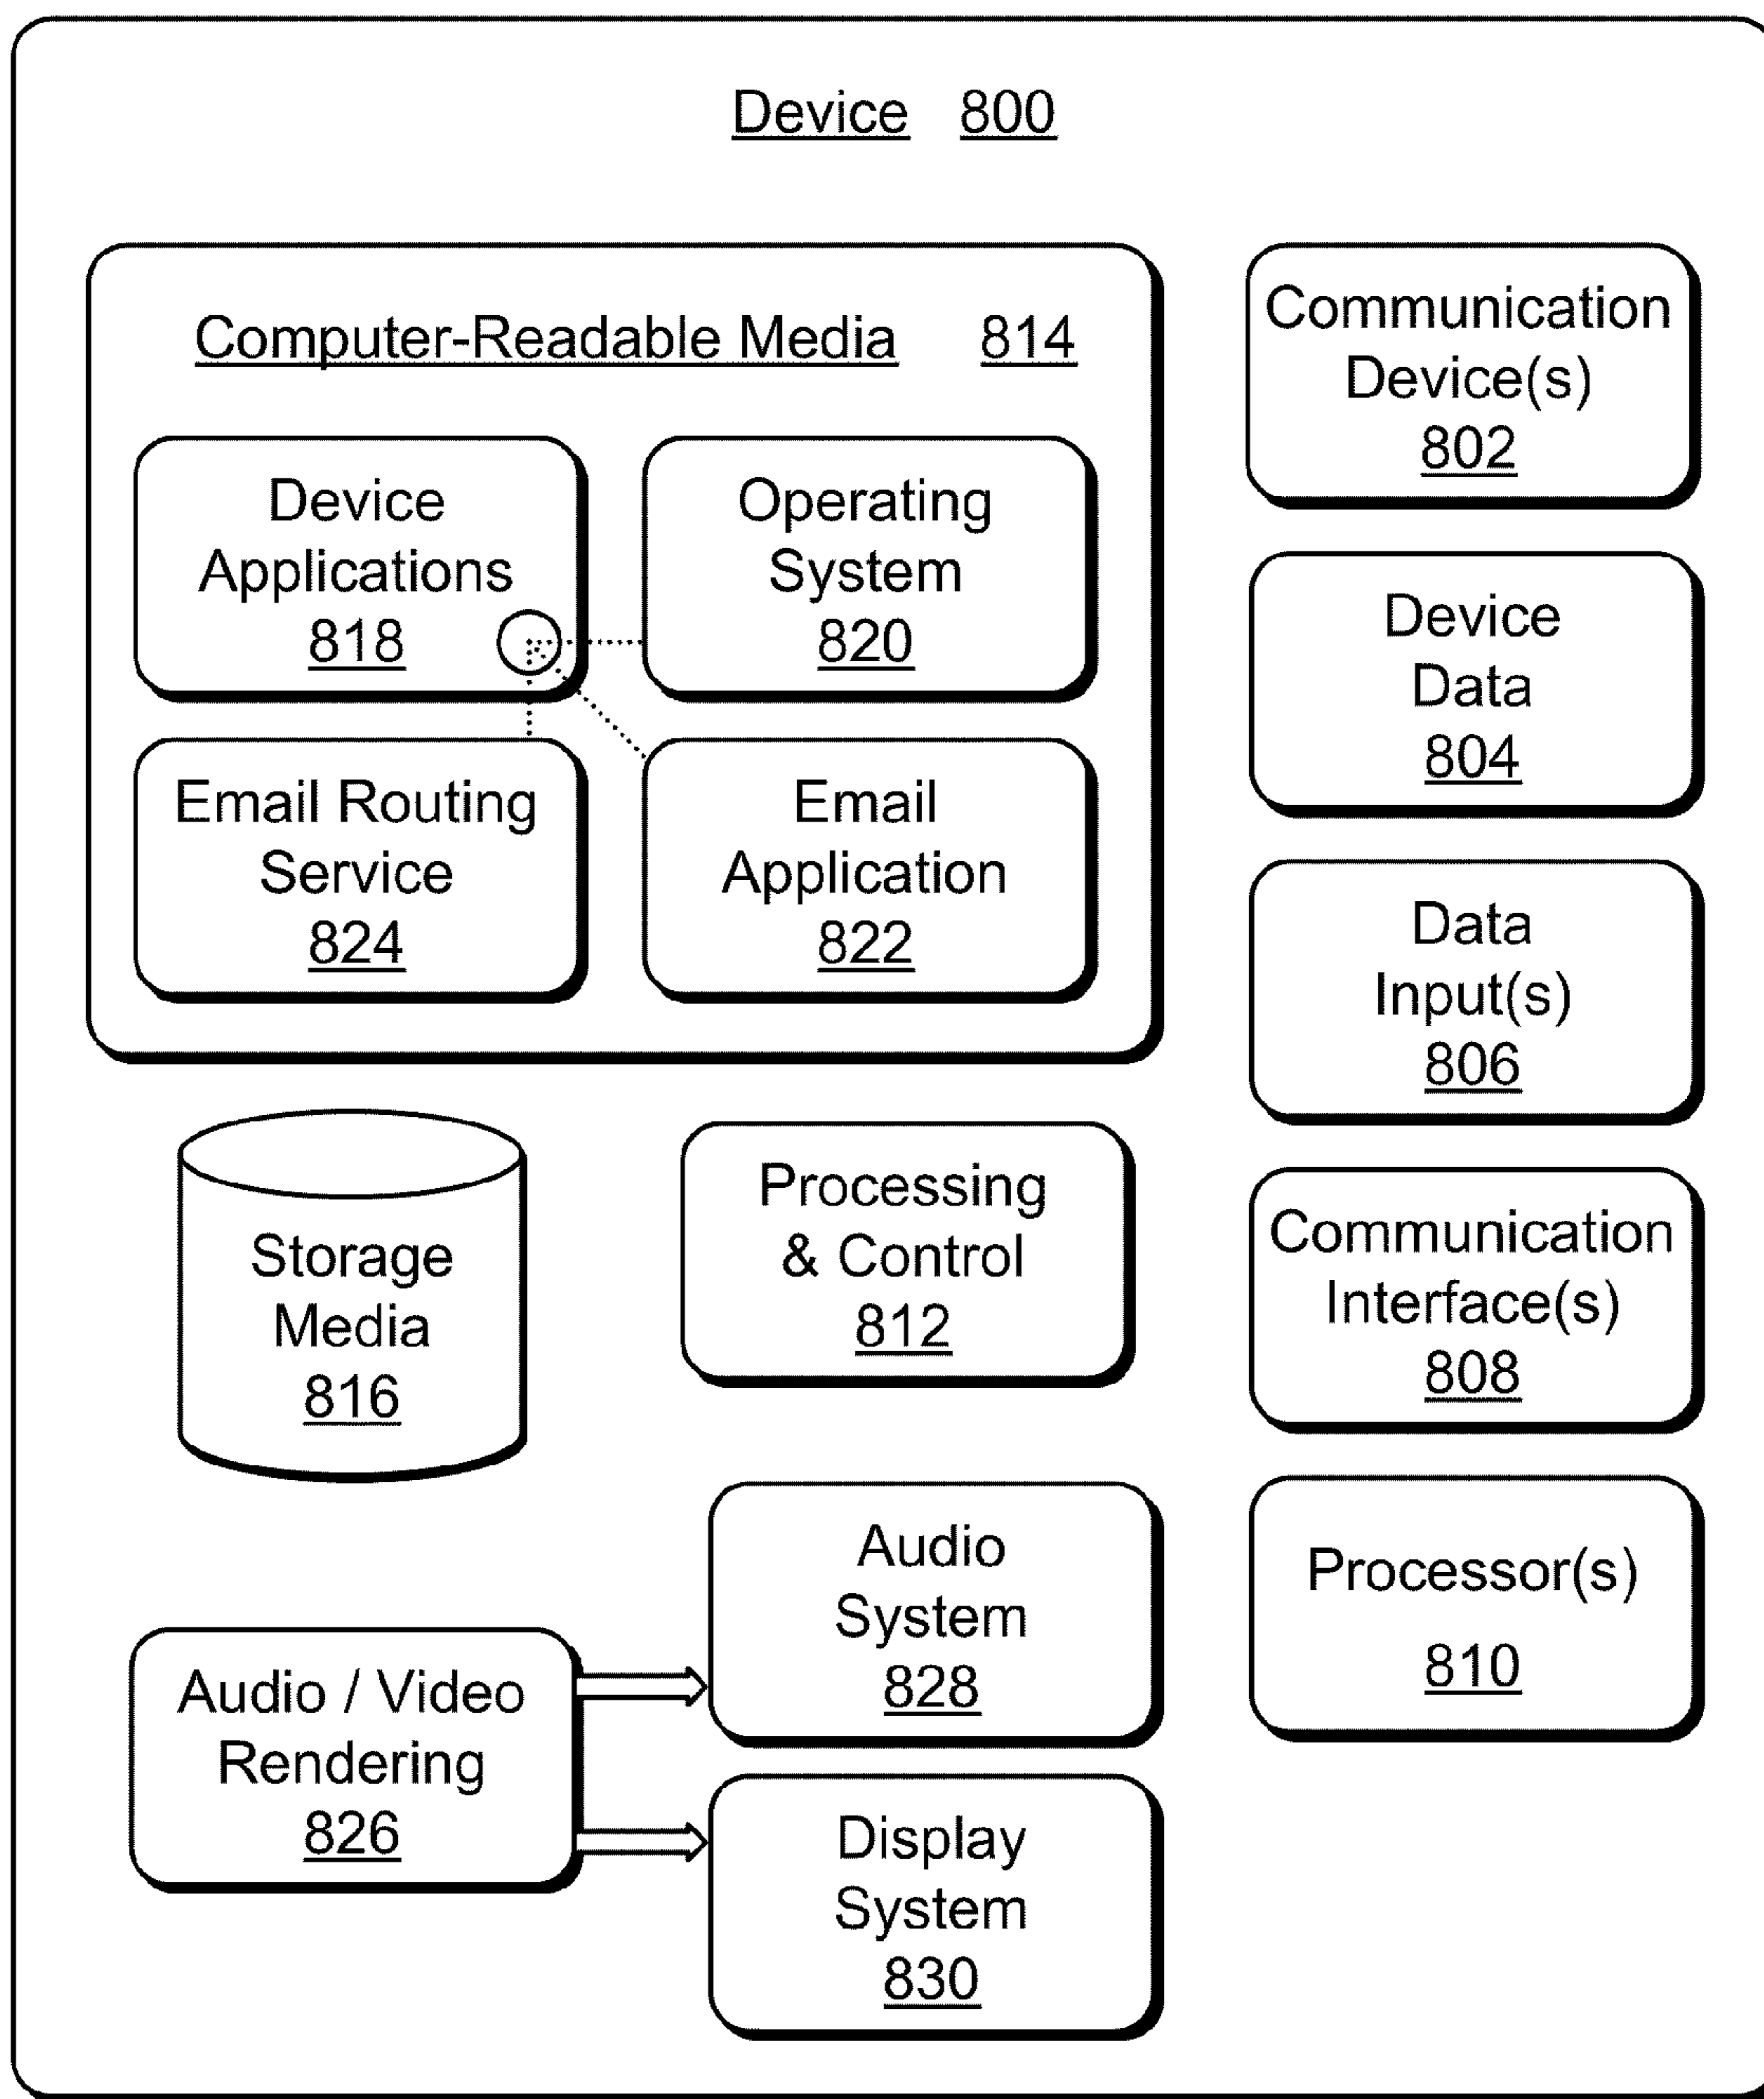 Device 800
Computer-Readable Media 814
Device
Applications
818
Operating
System
820
Email Routing
Service
824
Email
Application
822
Storage
Media
816
Processing
& Control
812
Audio / Video
Rendering
826
Audio
System
828
Display
System
830
Communication
Device(s)
802
Device
Data
804
Data
Input(s)
806
Communication
Interface(s)
808
Processor(s)
810